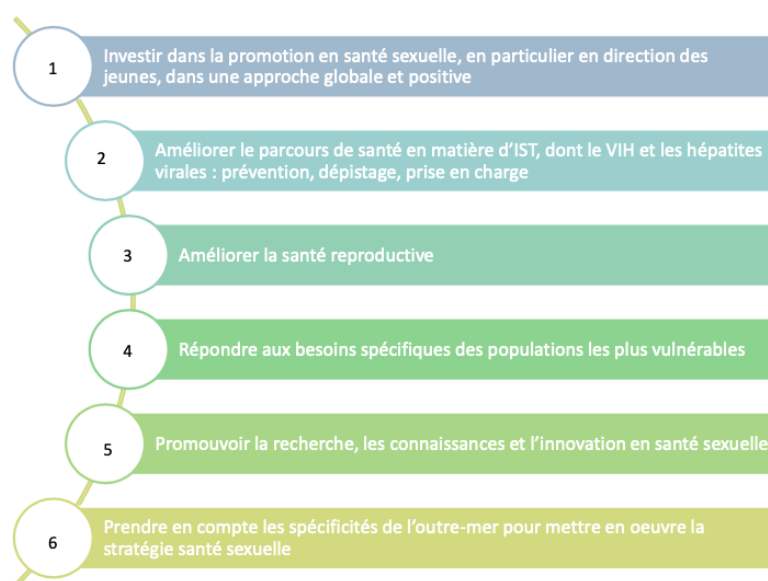 1
Investir dans la promotion en santé sexuelle, en particulier en direction des
jeunes, dans une approche globale et positive
2
Améliorer le parcours de santé en matière d’IST, dont le VIH et les hépatites
virales : prévention, dépistage, prise en charge
3
Améliorer la santé reproductive
4
Répondre aux besoins spécifiques des populations les plus vulnérables
5
Promouvoir la recherche, les connaissances et l’innovation en santé sexuelle
6
Prendre en compte les spécificités de l’outre-mer pour mettre en oeuvre la
stratégie santé sexuelle